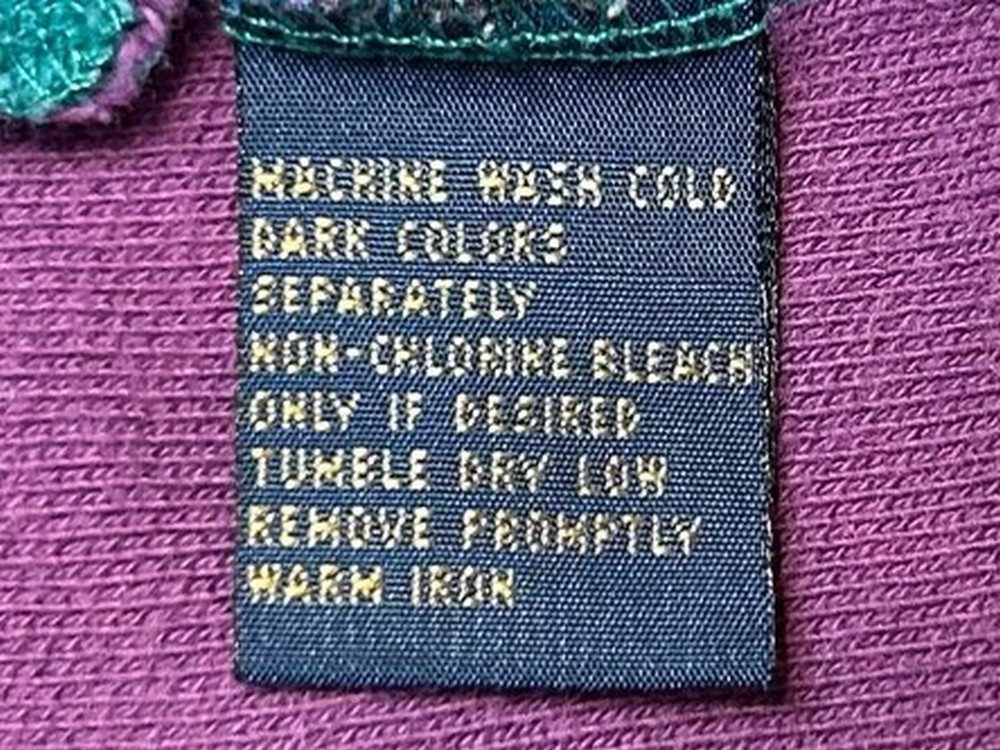 MACHINE WASH COLD
DARK COLORS
SEPARATELY
NON-CHLORINE BLEACH
ONLY IF DESIRED
TUMBLE DRY LOW
REMOVE PROMPTLY
WARM IRON